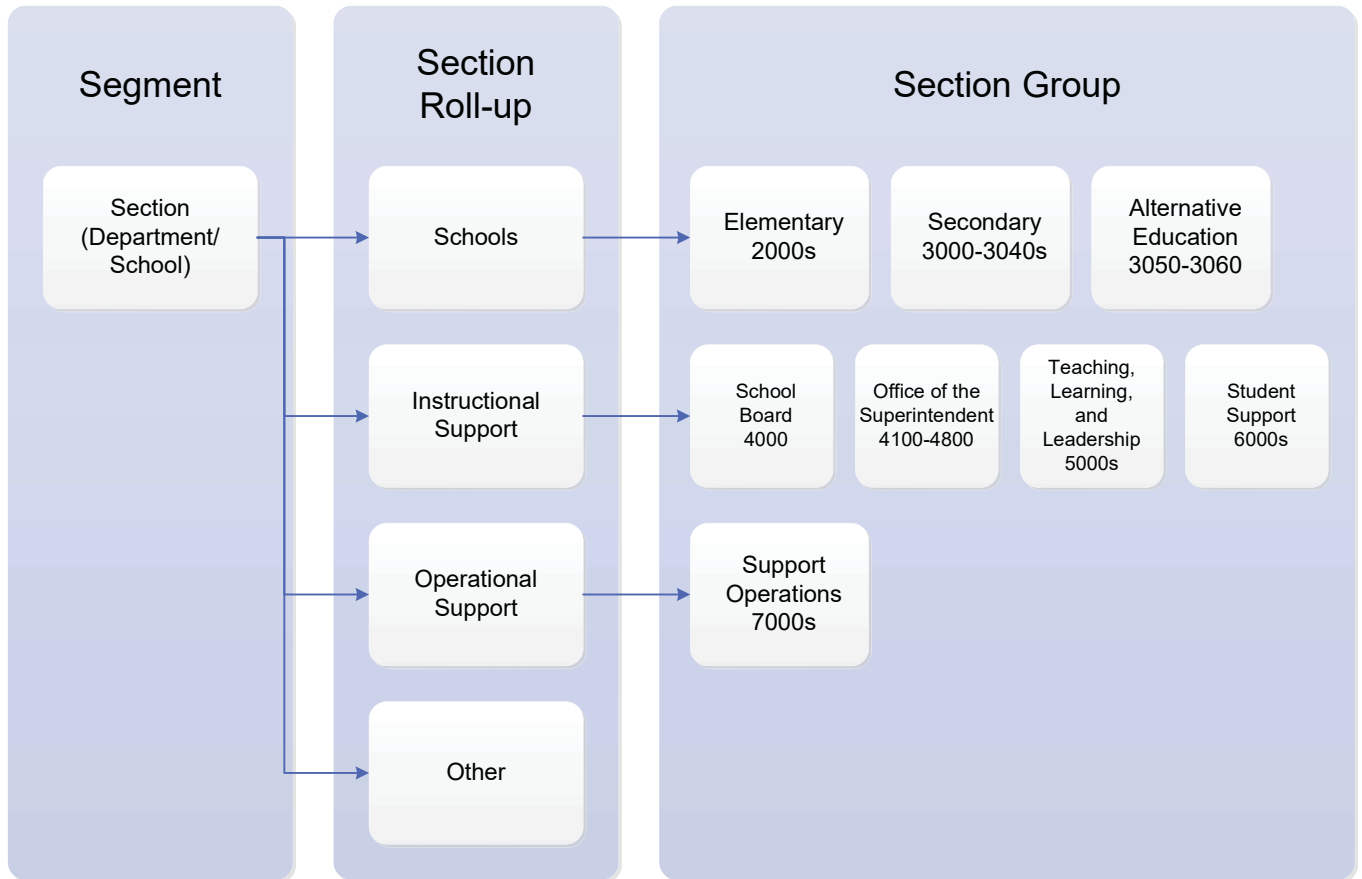 Segment
Section
Roll-up
Section Group
Section
(Department/
School)
Schools
Elementary
2000s
Secondary
3000-3040s
Alternative
Education
3050-3060
Instructional
Support
School
Board
4000
Office of the
Superintendent
4100-4800
Teaching,
Learning,
and
Leadership
5000s
Student
Support
6000s
Operational
Support
Support
Operations
7000s
Other